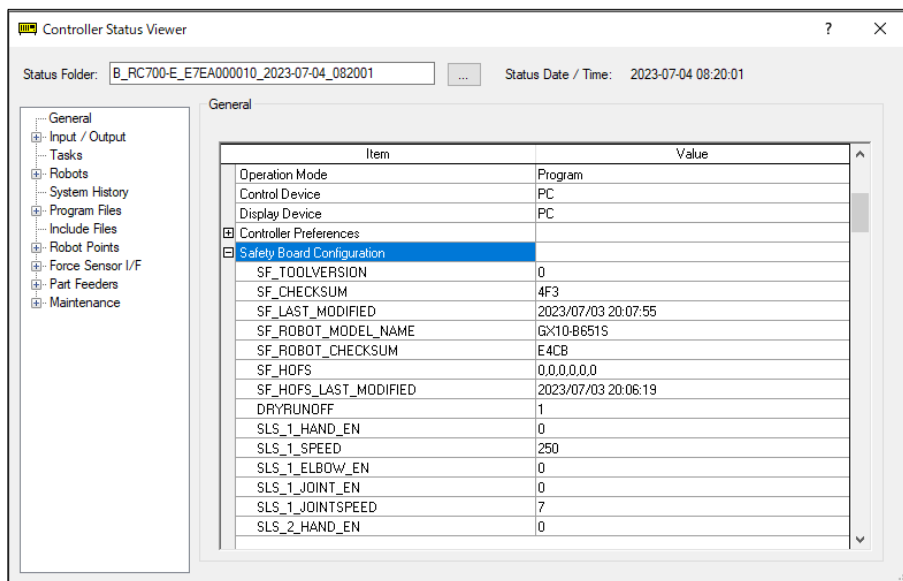 Controller Status Viewer ? ×
Status Folder: B_RC700-E_E7EA000010_2023-07-04_082001 ... Status Date / Time: 2023-07-04 08:20:01
General
Input / Output
Tasks
Robots
System History
Program Files
Include Files
Robot Points
Force Sensor I/F
Part Feeders
Maintenance
General
Item Value
Operation Mode Program
Control Device PC
Display Device PC
Controller Preferences
Safety Board Configuration
SF_TOOLVERSION 0
SF_CHECKSUM 4F3
SF_LAST_MODIFIED 2023/07/03 20:07:55
SF_ROBOT_MODEL_NAME GX10-B651S
SF_ROBOT_CHECKSUM E4CB
SF_HOFS 0,0,0,0,0,0
SF_HOFS_LAST_MODIFIED 2023/07/03 20:06:19
DRYRUNOFF 1
SLS_1_HAND_EN 0
SLS_1_SPEED 250
SLS_1_ELBOW_EN 0
SLS_1_JOINT_EN 0
SLS_1_JOINTSPEED 7
SLS_2_HAND_EN 0